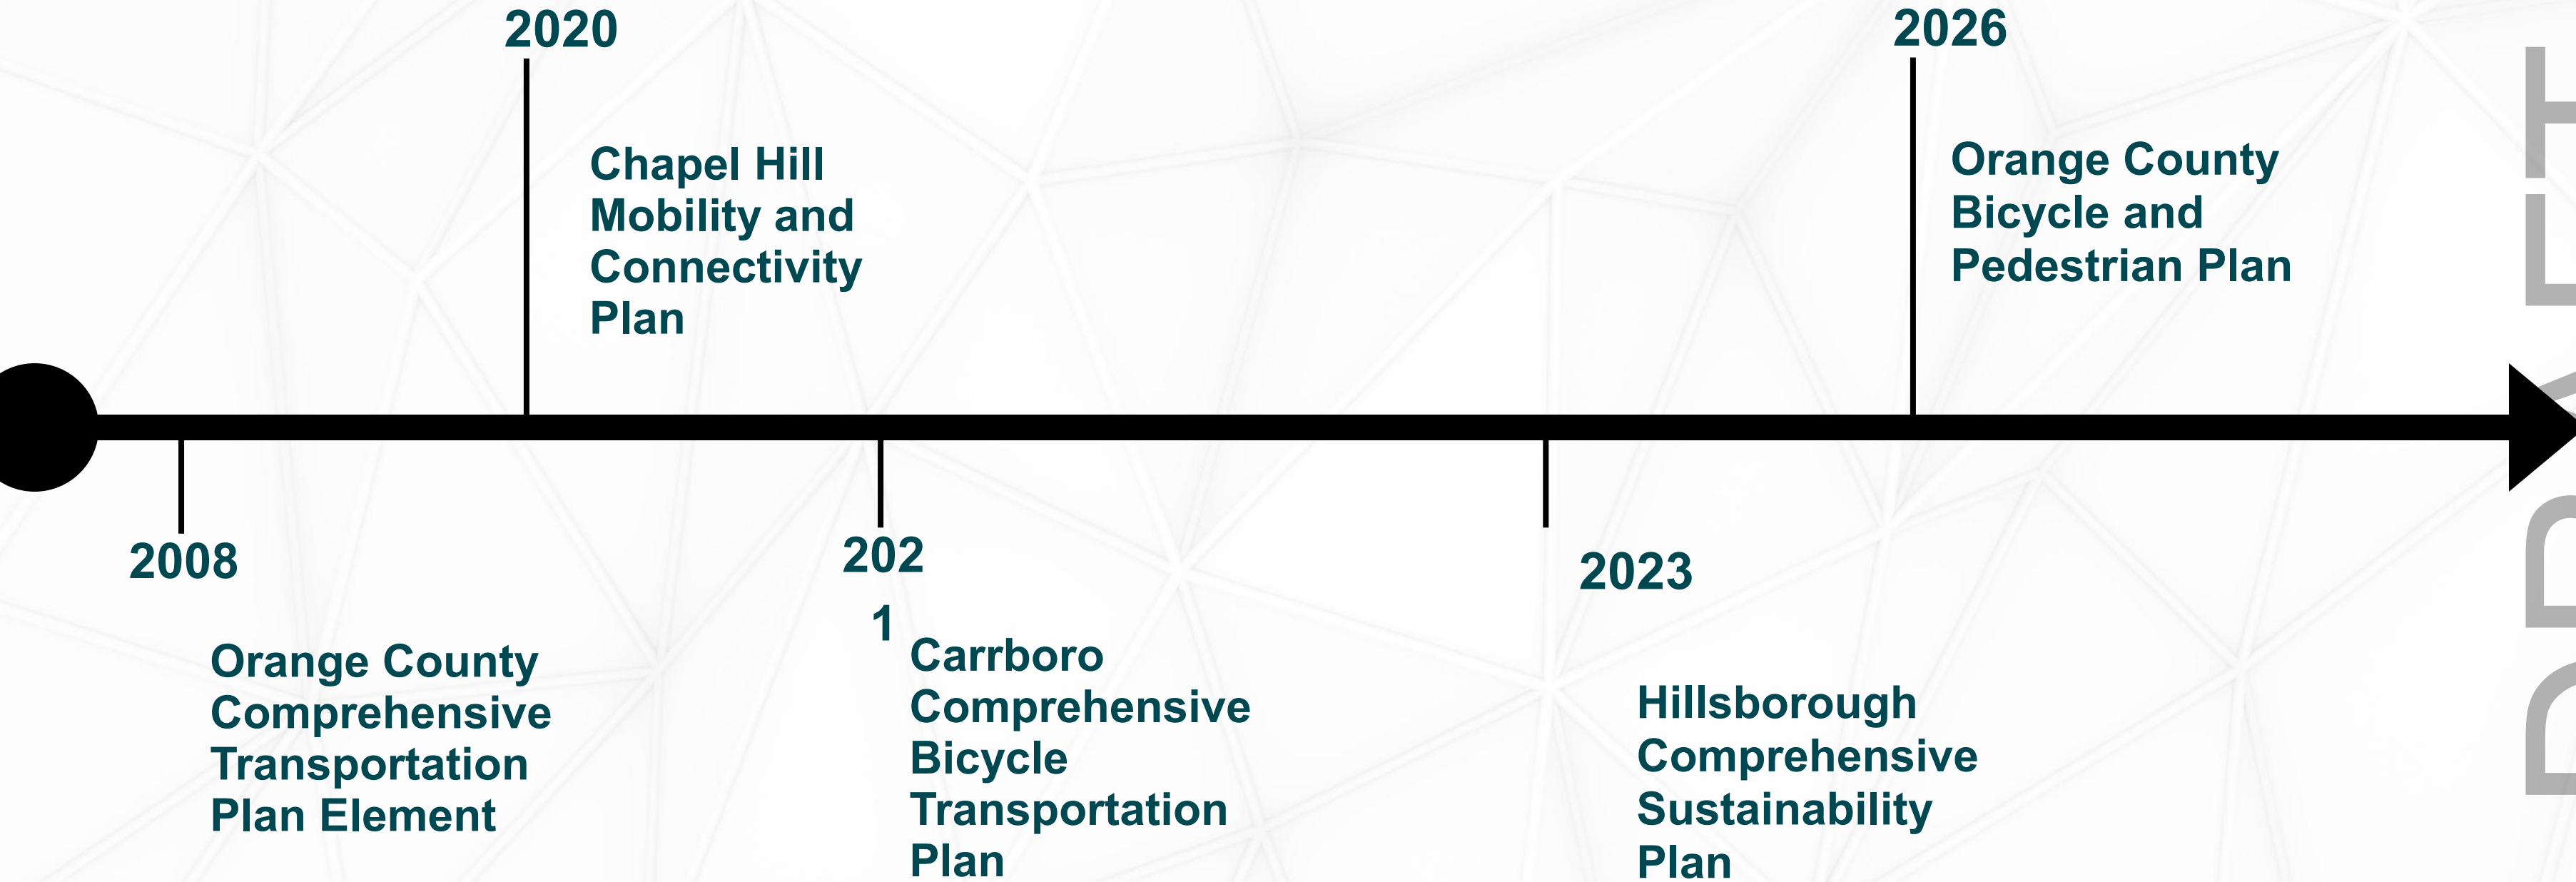 2020
Chapel Hill
Mobility and
Connectivity
Plan
2026
Orange County
Bicycle and
Pedestrian Plan
2008
Orange County
Comprehensive
Transportation
Plan Element
202
1
Carrboro
Comprehensive
Bicycle
Transportation
Plan
2023
Hillsborough
Comprehensive
Sustainability
Plan
DRAFT